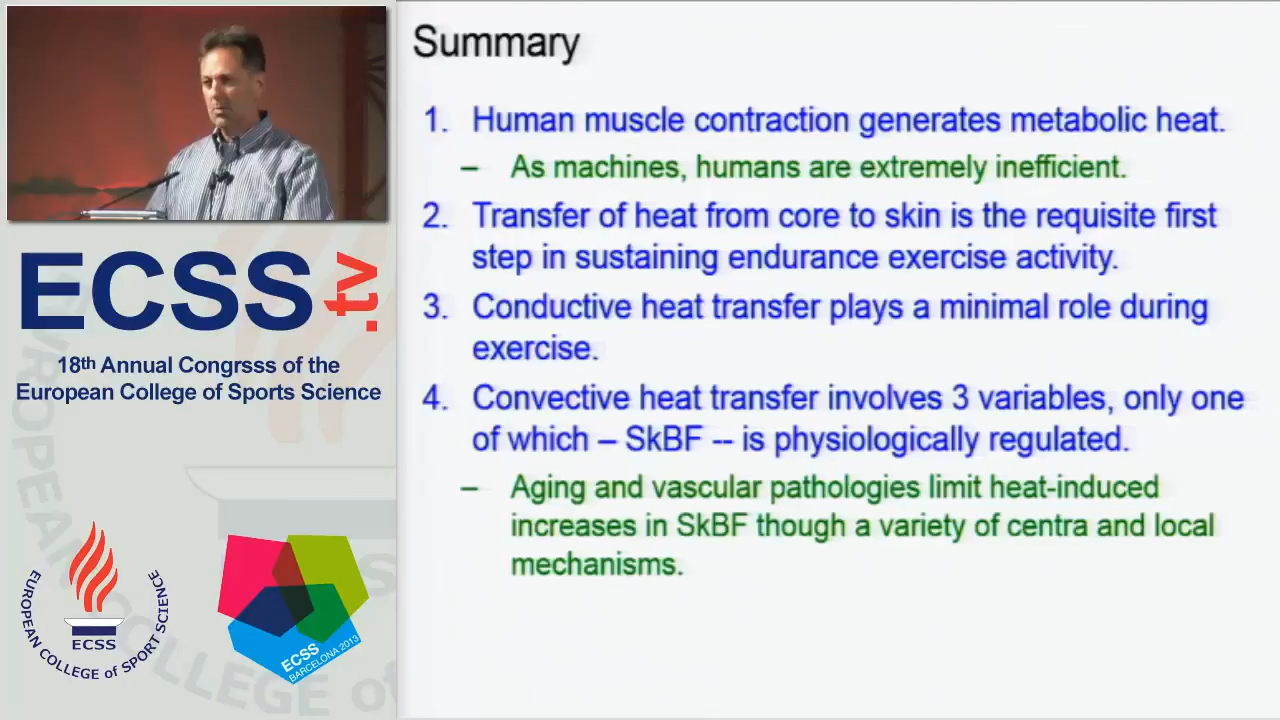 Summary
1. Human muscle contraction generates metabolic heat.
– As machines, humans are extremely inefficient.
2. Transfer of heat from core to skin is the requisite first
step in sustaining endurance exercise activity.
3. Conductive heat transfer plays a minimal role during
exercise.
4. Convective heat transfer involves 3 variables, only one
of which – SkBF -- is physiologically regulated.
– Aging and vascular pathologies limit heat-induced
increases in SkBF though a variety of centra and local
mechanisms.
ECSS.tv
18th Annual Congrsss of the
European College of Sports Science
ECSS
EUROPEAN COLLEGE of SPORT SCIENCE
ECSS
BARCELONA 2013
EUROPEAN COLLEGE of